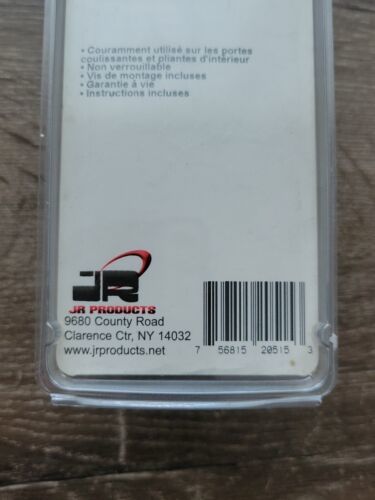 • Couramment utilisé sur les portes
coulissantes et pliantes d'intérieur
• Non verrouillable
• Vis de montage incluses
• Garantie à vie
• Instructions incluses
JR
JR PRODUCTS
9680 County Road
Clarence Ctr, NY 14032
www.jrproducts.net
7 56815 20515 3